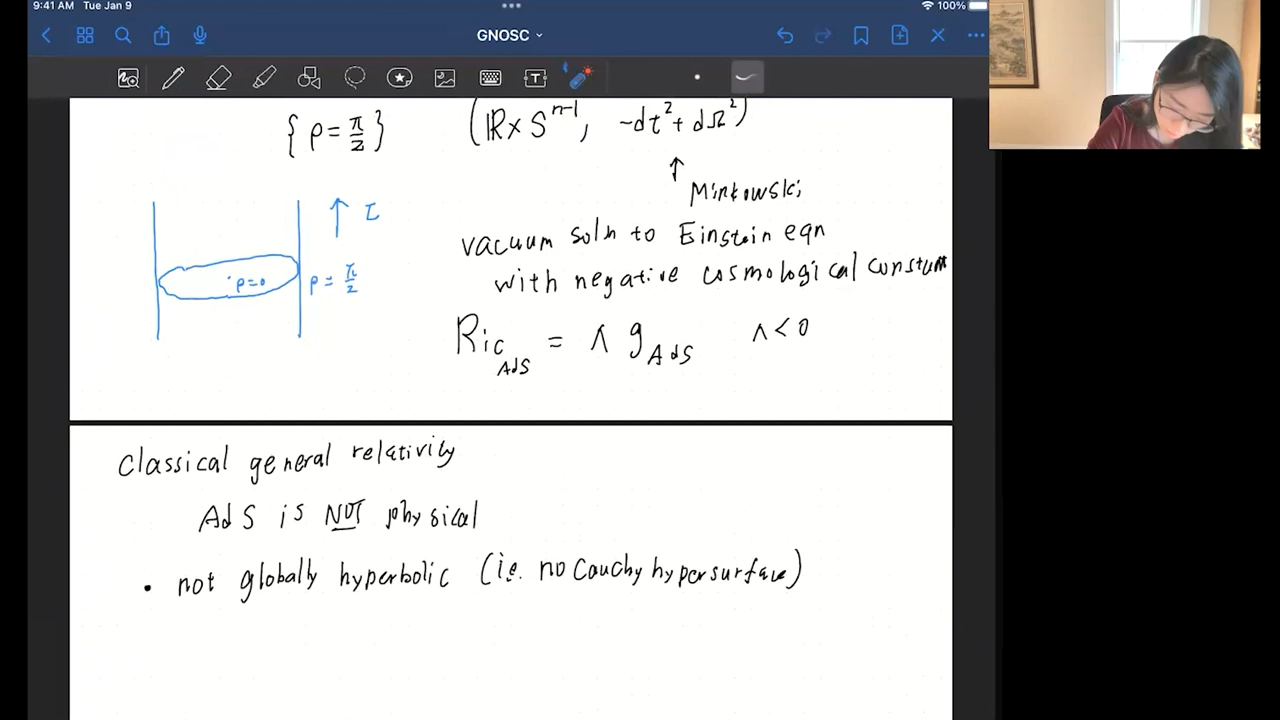 9:41 AM Tue Jan 9
100%
GNOSC
{ρ = π/2} (ℝ × S^{n-1}, -dτ² + dΩ²)
↑
Minkowski
↑ τ
vacuum soln to Einstein eqn
with negative cosmological constant
ρ=0 ρ = π/2
Ric_{AdS} = Λ g_{AdS} Λ < 0
Classical general relativity
AdS is NOT physical
• not globally hyperbolic (i.e. no Cauchy hypersurface)